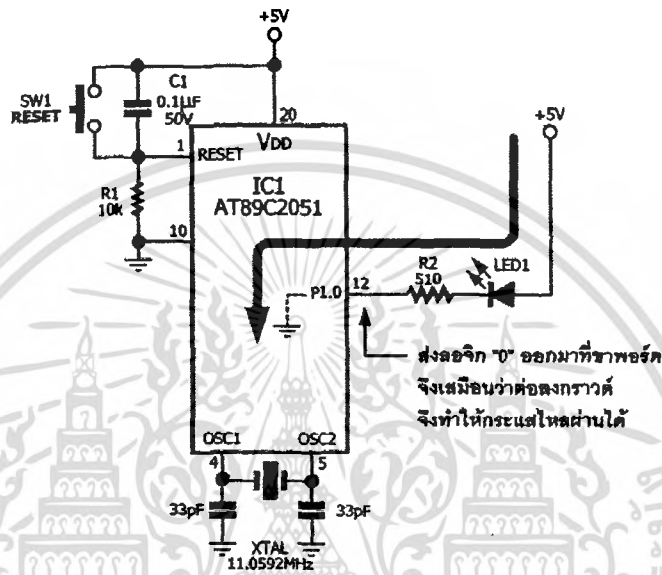 +5V
SW1
RESET
C1
0.1µF
50V
20
VDD
+5V
1
RESET
IC1
AT89C2051
R1
10k
10
R2
510
LED1
P1.0
12
ส่งลอจิก "0" ออกมาที่ขาพอร์ต
จึงเสมือนว่าต่อลงกราวด์
จึงทำให้กระแสไหลผ่านได้
OSC1
OSC2
4
5
33pF
33pF
XTAL
11.0592MHz